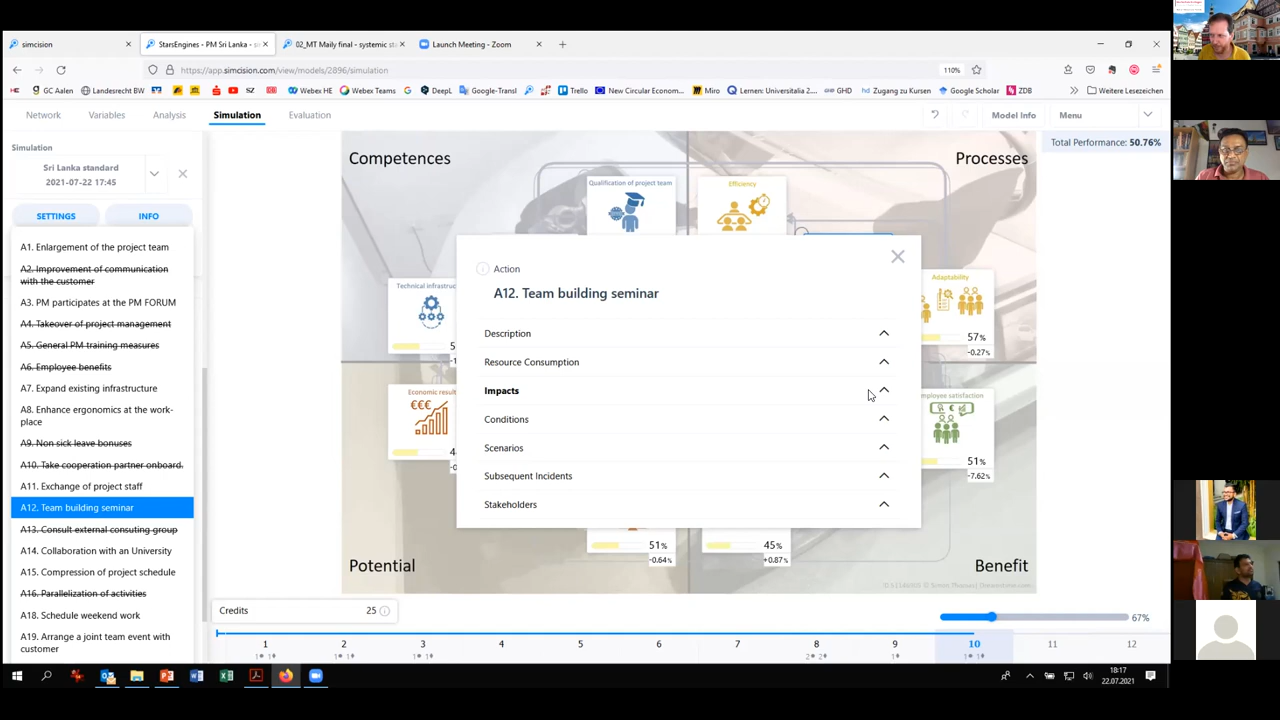 simcision
StarsEngines - PM Sri Lanka - si
02_MT Maily final - systemic st
Launch Meeting - Zoom
https://app.simcision.com/view/models/2896/simulation
110%
GC Aalen
Landesrecht BW
SZ
Webex HE
Webex Teams
DeepL
Google-Transl
Trello
New Circular Econom...
Miro
Lernen: Universitalia 2....
GHD
Zugang zu Kursen
Google Scholar
ZDB
Weitere Lesezeichen
Network
Variables
Analysis
Simulation
Evaluation
Model Info
Menu
Simulation
Sri Lanka standard
2021-07-22 17:45
SETTINGS
INFO
A1. Enlargement of the project team
A2. Improvement of communication
with the customer
A3. PM participates at the PM FORUM
A4. Takeover of project management
A5. General PM training measures
A6. Employee benefits
A7. Expand existing infrastructure
A8. Enhance ergonomics at the work-
place
A9. Non sick leave bonuses
A10. Take cooperation partner onboard.
A11. Exchange of project staff
A12. Team building seminar
A13. Consult external consuting group
A14. Collaboration with an University
A15. Compression of project schedule
A16. Parallelization of activities
A18. Schedule weekend work
A19. Arrange a joint team event with
customer
Total Performance: 50.76%
Competences
Processes
Qualification of project team
Efficiency
Technical infrastruc
Adaptability
57%
-0.27%
Economic result
€€€
mployee satisfaction
51%
-7.62%
Action
A12. Team building seminar
Description
Resource Consumption
Impacts
Conditions
Scenarios
Subsequent Incidents
Stakeholders
51%
-0.64%
45%
+0.87%
Potential
Benefit
Credits
25
67%
1
2
3
4
5
6
7
8
9
10
11
12
18:17
22.07.2021